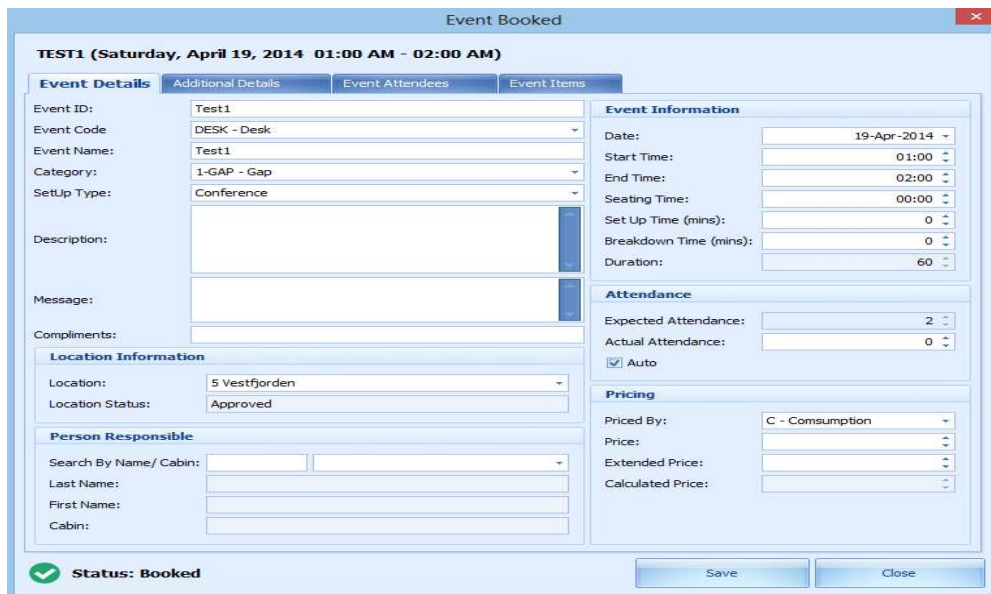 Event Booked
TEST1 (Saturday, April 19, 2014 01:00 AM - 02:00 AM)
Event Details Additional Details Event Attendees Event Items
Event ID: Test1
Event Code DESK - Desk
Event Name: Test1
Category: 1-GAP - Gap
SetUp Type: Conference
Description:
Message:
Compliments:
Location Information
Location: 5 Vestfjorden
Location Status: Approved
Person Responsible
Search By Name/ Cabin:
Last Name:
First Name:
Cabin:
Event Information
Date: 19-Apr-2014
Start Time: 01:00
End Time: 02:00
Seating Time: 00:00
Set Up Time (mins): 0
Breakdown Time (mins): 0
Duration: 60
Attendance
Expected Attendance: 2
Actual Attendance: 0
Auto
Pricing
Priced By: C - Comsumption
Price:
Extended Price:
Calculated Price:
Status: Booked
Save Close